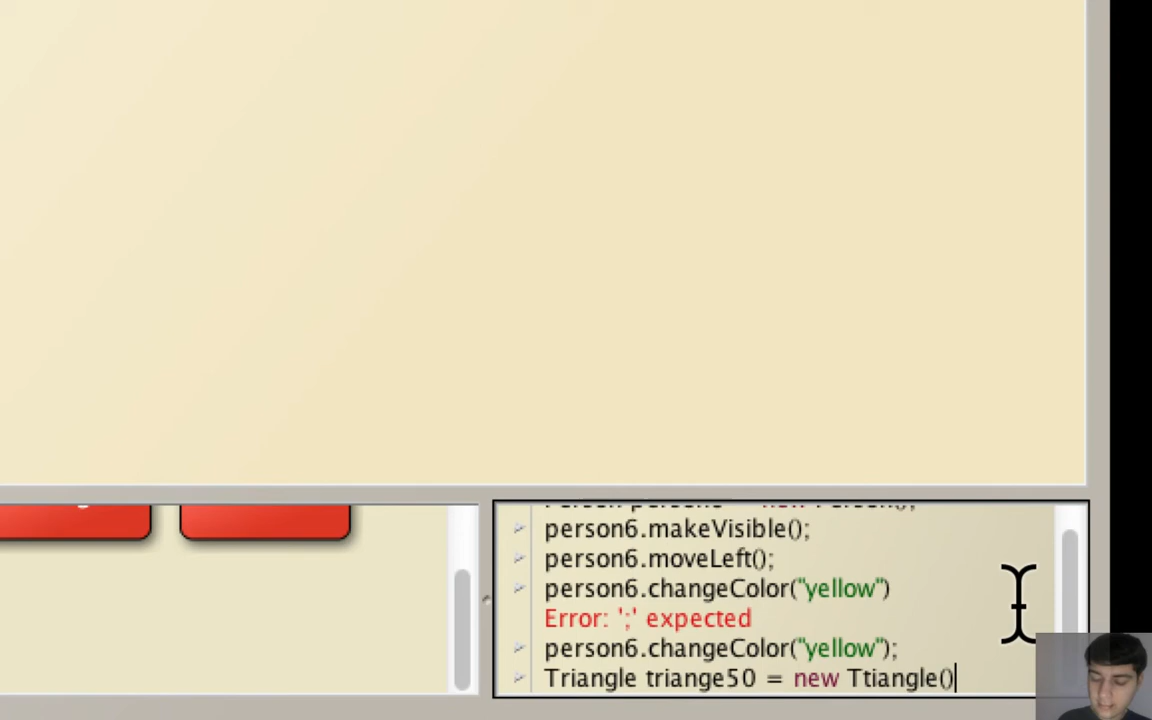 person6.makeVisible();
person6.moveLeft();
person6.changeColor("yellow")
Error: ';' expected
person6.changeColor("yellow");
Triangle triange50 = new Ttiangle()